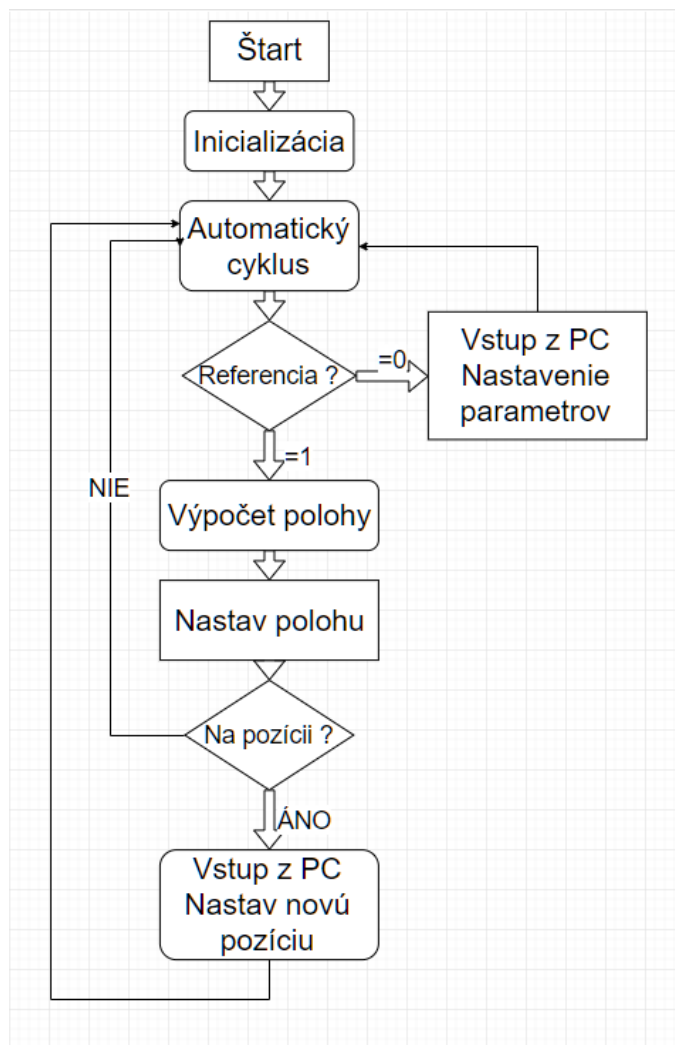 Štart
Inicializácia
Automatický
cyklus
Referencia ?
=0
Vstup z PC
Nastavenie
parametrov
=1
NIE
Výpočet polohy
Nastav polohu
Na pozícii ?
ÁNO
Vstup z PC
Nastav novú
pozíciu